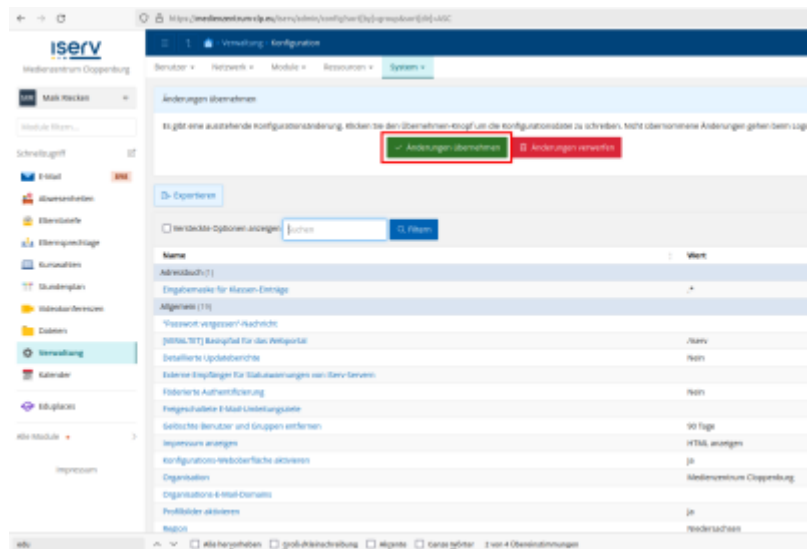 https://medienzentrum-clp.eu/iserv/admin/config?sort[by]=group&sort[dir]=ASC
IServ
Medienzentrum Cloppenburg
Verwaltung › Konfiguration
Benutzer Netzwerk Module Ressourcen System
Maik Riecken
Module filtern...
Schnellzugriff
E-Mail
Abwesenheiten
Elternbriefe
Elternsprechtage
Kurswahlen
Stundenplan
Videokonferenzen
Dateien
Verwaltung
Kalender
Eduplaces
Alle Module
Impressum
Änderungen übernehmen
Es gibt eine ausstehende Konfigurationsänderung. Klicken Sie den Übernehmen-Knopf um die Konfigurationsdatei zu schreiben. Nicht übernommene Änderungen gehen beim
Änderungen übernehmen Änderungen verwerfen
Exportieren
Versteckte Optionen anzeigen Suchen Filtern
Name Wert
Adressbuch (1)
Eingabemaske für Klassen-Einträge .*
Allgemein (19)
"Passwort vergessen"-Nachricht
Basispfad für das Webportal /iserv
Detaillierte Updateberichte Nein
Externe Empfänger für Statuswarnungen von IServ-Servern
Föderierte Authentifizierung Nein
Freigeschaltete E-Mail-Umleitungsziele
Gelöschte Benutzer und Gruppen entfernen 90 Tage
Impressum anzeigen HTML anzeigen
Konfigurations-Weboberfläche aktivieren Ja
Organisation Medienzentrum Cloppenburg
Organisations-E-Mail-Domains
Profilbilder aktivieren Ja
Region Niedersachsen
edu Alle hervorheben Groß-/Kleinschreibung Akzente Ganze Wörter 3 von 4 Übereinstimmungen